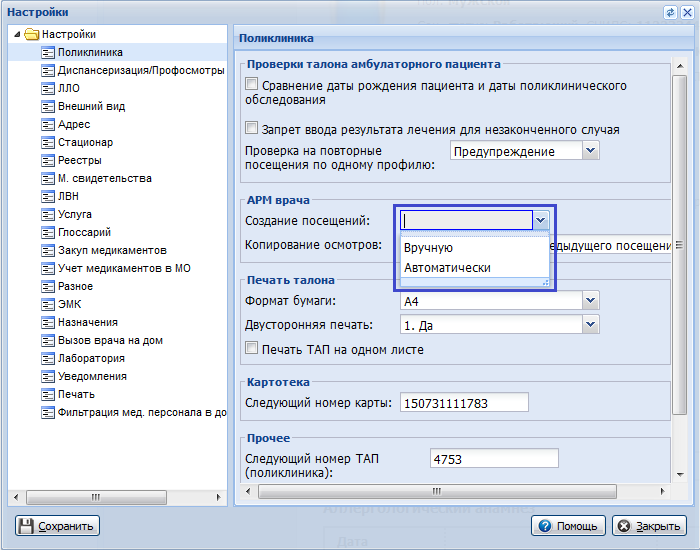 Настройки
Настройки
Поликлиника
Диспансеризация/Профосмотры
ЛЛО
Внешний вид
Адрес
Стационар
Реестры
М. свидетельства
ЛВН
Услуга
Глоссарий
Закуп медикаментов
Учет медикаментов в МО
Разное
ЭМК
Назначения
Вызов врача на дом
Лаборатория
Уведомления
Печать
Фильтрация мед. персонала в до
Поликлиника
Проверки талона амбулаторного пациента
Сравнение даты рождения пациента и даты поликлинического
обследования
Запрет ввода результата лечения для незаконченного случая
Проверка на повторные
посещения по одному профилю:
Предупреждение
АРМ врача
Создание посещений:
Вручную
Автоматически
Копирование осмотров:
едыдущего посещени
Печать талона
Формат бумаги:
A4
Двусторонняя печать:
1. Да
Печать ТАП на одном листе
Картотека
Следующий номер карты:
150731111783
Прочее
Следующий номер ТАП
(поликлиника):
4753
Сохранить
Помощь
Закрыть
Дата